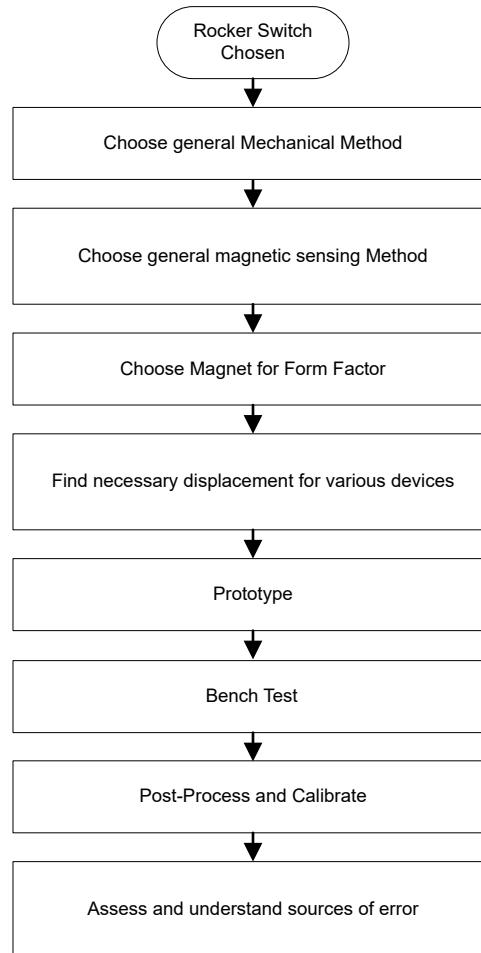 Rocker Switch
Chosen
Choose general Mechanical Method
Choose general magnetic sensing Method
Choose Magnet for Form Factor
Find necessary displacement for various devices
Prototype
Bench Test
Post-Process and Calibrate
Assess and understand sources of error